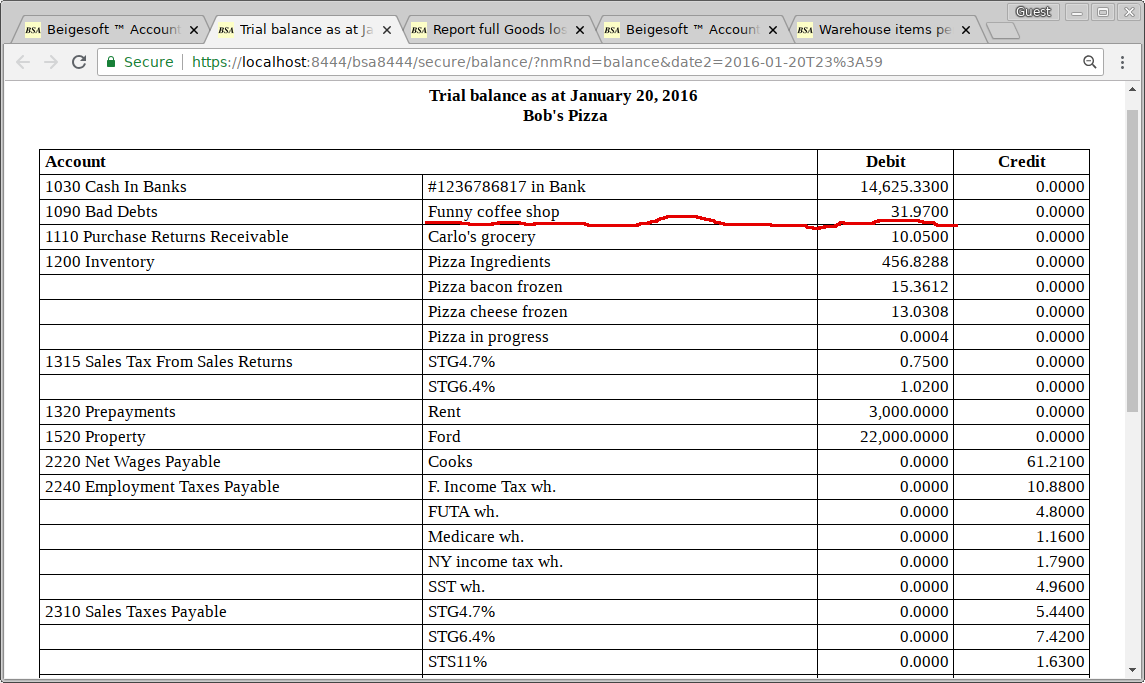 Guest
BSA Beigesoft ™ Account
BSA Trial balance as at Ja
BSA Report full Goods los
BSA Beigesoft ™ Account
BSA Warehouse items pe
Secure https://localhost:8444/bsa8444/secure/balance/?nmRnd=balance&date2=2016-01-20T23%3A59
Trial balance as at January 20, 2016
Bob's Pizza
Account Debit Credit
1030 Cash In Banks #1236786817 in Bank 14,625.3300 0.0000
1090 Bad Debts Funny coffee shop 31.9700 0.0000
1110 Purchase Returns Receivable Carlo's grocery 10.0500 0.0000
1200 Inventory Pizza Ingredients 456.8288 0.0000
Pizza bacon frozen 15.3612 0.0000
Pizza cheese frozen 13.0308 0.0000
Pizza in progress 0.0004 0.0000
1315 Sales Tax From Sales Returns STG4.7% 0.7500 0.0000
STG6.4% 1.0200 0.0000
1320 Prepayments Rent 3,000.0000 0.0000
1520 Property Ford 22,000.0000 0.0000
2220 Net Wages Payable Cooks 0.0000 61.2100
2240 Employment Taxes Payable F. Income Tax wh. 0.0000 10.8800
FUTA wh. 0.0000 4.8000
Medicare wh. 0.0000 1.1600
NY income tax wh. 0.0000 1.7900
SST wh. 0.0000 4.9600
2310 Sales Taxes Payable STG4.7% 0.0000 5.4400
STG6.4% 0.0000 7.4200
STS11% 0.0000 1.6300